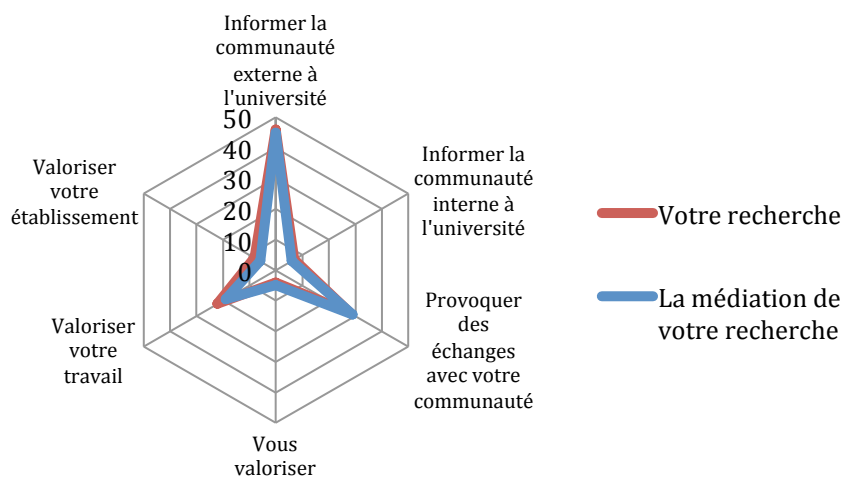 Informer la
communauté
externe à
l'université
50
40
30
20
10
0
Valoriser
votre
établissement
Informer la
communauté
interne à
l'université
Valoriser
votre
travail
Provoquer
des
échanges
avec votre
communauté
Vous
valoriser
Votre recherche
La médiation de
votre recherche